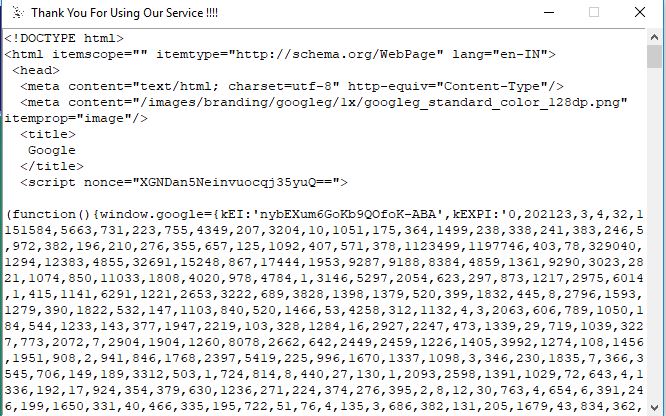 Thank You For Using Our Service !!!!
<!DOCTYPE html>
<html itemscope="" itemtype="http://schema.org/WebPage" lang="en-IN">
<head>
<meta content="text/html; charset=utf-8" http-equiv="Content-Type"/>
<meta content="/images/branding/googleg/1x/googleg_standard_color_128dp.png"
itemprop="image"/>
<title>
Google
</title>
<script nonce="XGNDan5Neinvuocqj35yuQ==">
(function(){window.google={kEI:'nybEXum6GoKb9QOfoK-ABA',kEXPI:'0,202123,3,4,32,1
151584,5663,731,223,755,4349,207,3204,10,1051,175,364,1499,238,338,241,383,246,5
,972,382,196,210,276,355,657,125,1092,407,571,378,1123499,1197746,403,78,329040,
1294,12383,4855,32691,15248,867,17444,1953,9287,9188,8384,4859,1361,9290,3023,28
21,1074,850,11033,1808,4020,978,4784,1,3146,5297,2054,623,297,873,1217,2975,6014
,1,415,1141,6291,1221,2653,3222,689,3828,1398,1379,520,399,1832,445,8,2796,1593,
1279,390,1822,532,147,1103,840,520,1466,53,4258,312,1132,4,3,2063,606,789,1050,1
84,544,1233,143,377,1947,2219,103,328,1284,16,2927,2247,473,1339,29,719,1039,322
7,773,2072,7,2904,1904,1260,8078,2662,642,2449,2459,1226,1405,3992,1274,108,1456
,1951,908,2,941,846,1768,2397,5419,225,996,1670,1337,1098,3,346,230,1835,7,366,3
545,706,149,189,3312,503,1,724,814,8,440,27,130,1,2093,2598,1391,1029,72,643,4,1
336,192,17,924,354,379,630,1236,271,224,374,276,395,2,8,12,30,763,4,654,6,391,24
6,199,1650,331,40,466,335,195,722,51,76,4,135,3,686,382,131,205,1679,43,834,362,